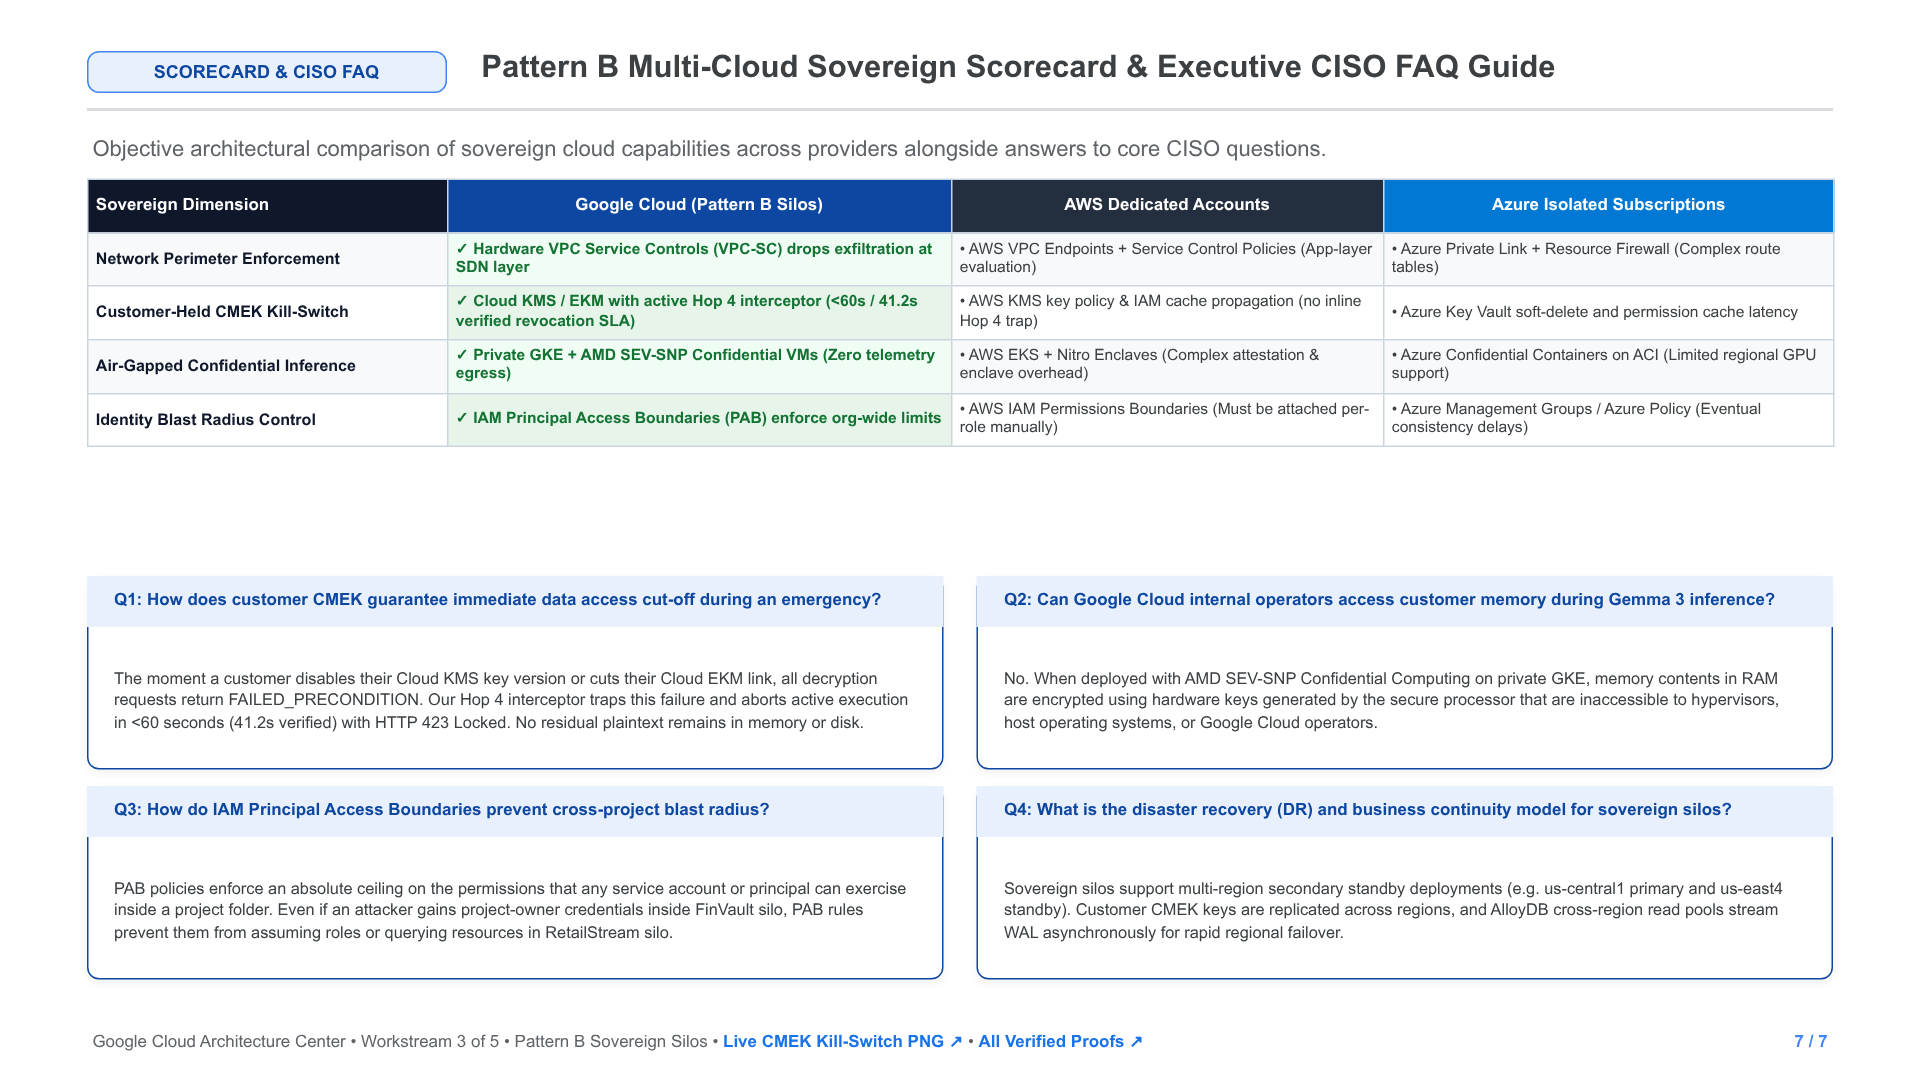 SCORECARD & CISO FAQ
Pattern B Multi-Cloud Sovereign Scorecard & Executive CISO FAQ Guide
Objective architectural comparison of sovereign cloud capabilities across providers alongside answers to core CISO questions.
Sovereign Dimension
Google Cloud (Pattern B Silos)
AWS Dedicated Accounts
Azure Isolated Subscriptions
Network Perimeter Enforcement
✓ Hardware VPC Service Controls (VPC-SC) drops exfiltration at
SDN layer
• AWS VPC Endpoints + Service Control Policies (App-layer
evaluation)
• Azure Private Link + Resource Firewall (Complex route
tables)
Customer-Held CMEK Kill-Switch
✓ Cloud KMS / EKM with active Hop 4 interceptor (<60s / 41.2s
verified revocation SLA)
• AWS KMS key policy & IAM cache propagation (no inline
Hop 4 trap)
• Azure Key Vault soft-delete and permission cache latency
Air-Gapped Confidential Inference
✓ Private GKE + AMD SEV-SNP Confidential VMs (Zero telemetry
egress)
• AWS EKS + Nitro Enclaves (Complex attestation &
enclave overhead)
• Azure Confidential Containers on ACI (Limited regional GPU
support)
Identity Blast Radius Control
✓ IAM Principal Access Boundaries (PAB) enforce org-wide limits
• AWS IAM Permissions Boundaries (Must be attached per-
role manually)
• Azure Management Groups / Azure Policy (Eventual
consistency delays)
Q1: How does customer CMEK guarantee immediate data access cut-off during an emergency?
The moment a customer disables their Cloud KMS key version or cuts their Cloud EKM link, all decryption
requests return FAILED_PRECONDITION. Our Hop 4 interceptor traps this failure and aborts active execution
in <60 seconds (41.2s verified) with HTTP 423 Locked. No residual plaintext remains in memory or disk.
Q2: Can Google Cloud internal operators access customer memory during Gemma 3 inference?
No. When deployed with AMD SEV-SNP Confidential Computing on private GKE, memory contents in RAM
are encrypted using hardware keys generated by the secure processor that are inaccessible to hypervisors,
host operating systems, or Google Cloud operators.
Q3: How do IAM Principal Access Boundaries prevent cross-project blast radius?
PAB policies enforce an absolute ceiling on the permissions that any service account or principal can exercise
inside a project folder. Even if an attacker gains project-owner credentials inside FinVault silo, PAB rules
prevent them from assuming roles or querying resources in RetailStream silo.
Q4: What is the disaster recovery (DR) and business continuity model for sovereign silos?
Sovereign silos support multi-region secondary standby deployments (e.g. us-central1 primary and us-east4
standby). Customer CMEK keys are replicated across regions, and AlloyDB cross-region read pools stream
WAL asynchronously for rapid regional failover.
Google Cloud Architecture Center • Workstream 3 of 5 • Pattern B Sovereign Silos • Live CMEK Kill-Switch PNG ↗ • All Verified Proofs ↗
7 / 7